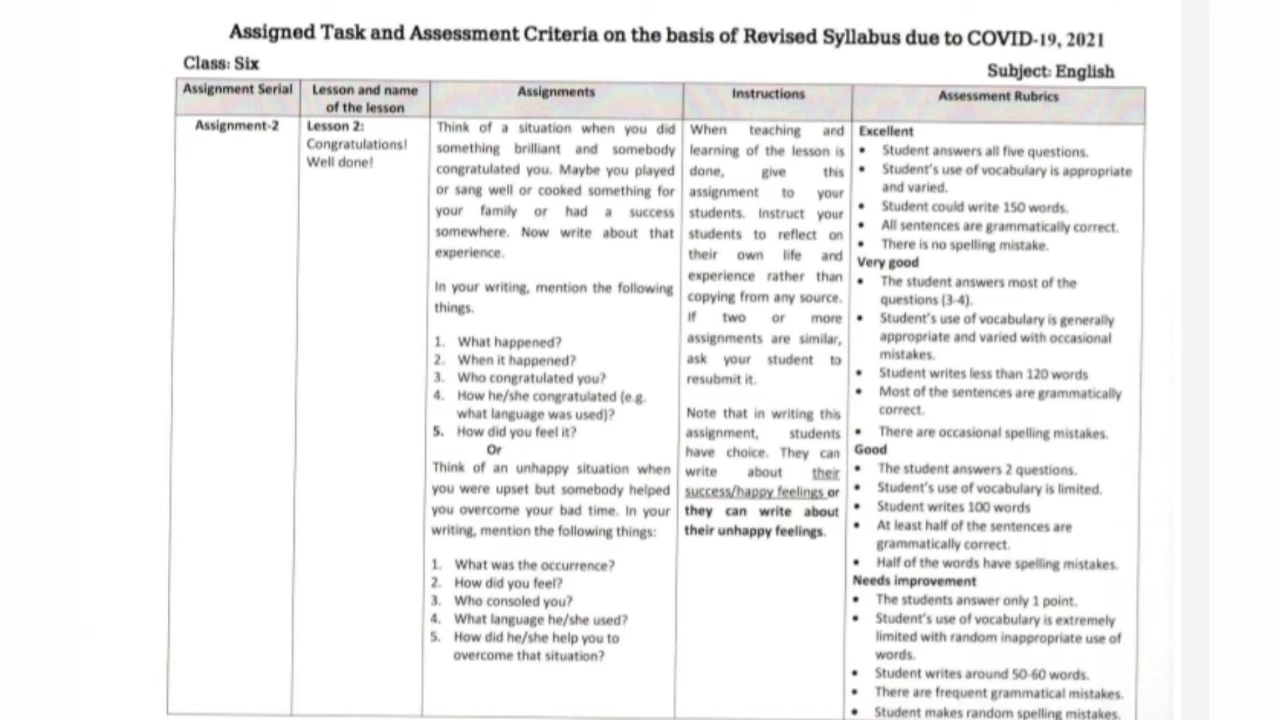 Assigned Task and Assessment Criteria on the basis of Revised Syllabus due to COVID-19, 2021
Class: Six
Subject: English
Assignment Serial
Lesson and name
of the lesson
Assignments
Instructions
Assessment Rubrics
Assignment-2
Lesson 2:
Congratulations!
Well done!
Think of a situation when you did
something brilliant and somebody
congratulated you. Maybe you played
or sang well or cooked something for
your family or had a success
somewhere. Now write about that
experience.
In your writing, mention the following
things.
1. What happened?
2. When it happened?
3. Who congratulated you?
4. How he/she congratulated (e.g.
what language was used)?
5. How did you feel it?
Or
Think of an unhappy situation when
you were upset but somebody helped
you overcome your bad time. In your
writing, mention the following things:
1. What was the occurrence?
2. How did you feel?
3. Who consoled you?
4. What language he/she used?
5. How did he/she help you to
overcome that situation?
When teaching and
learning of the lesson is
done, give this
assignment to your
students. Instruct your
students to reflect on
their own life and
experience rather than
copying from any source.
If two or more
assignments are similar,
ask your student to
resubmit it.
Note that in writing this
assignment, students
have choice. They can
write about their
success/happy feelings or
they can write about
their unhappy feelings.
Excellent
• Student answers all five questions.
• Student's use of vocabulary is appropriate
and varied.
• Student could write 150 words.
• All sentences are grammatically correct.
• There is no spelling mistake.
Very good
• The student answers most of the
questions (3-4).
• Student's use of vocabulary is generally
appropriate and varied with occasional
mistakes.
• Student writes less than 120 words
• Most of the sentences are grammatically
correct.
• There are occasional spelling mistakes.
Good
• The student answers 2 questions.
• Student's use of vocabulary is limited.
• Student writes 100 words
• At least half of the sentences are
grammatically correct.
• Half of the words have spelling mistakes.
Needs improvement
• The students answer only 1 point.
• Student's use of vocabulary is extremely
limited with random inappropriate use of
words.
• Student writes around 50-60 words.
• There are frequent grammatical mistakes.
• Student makes random spelling mistakes.